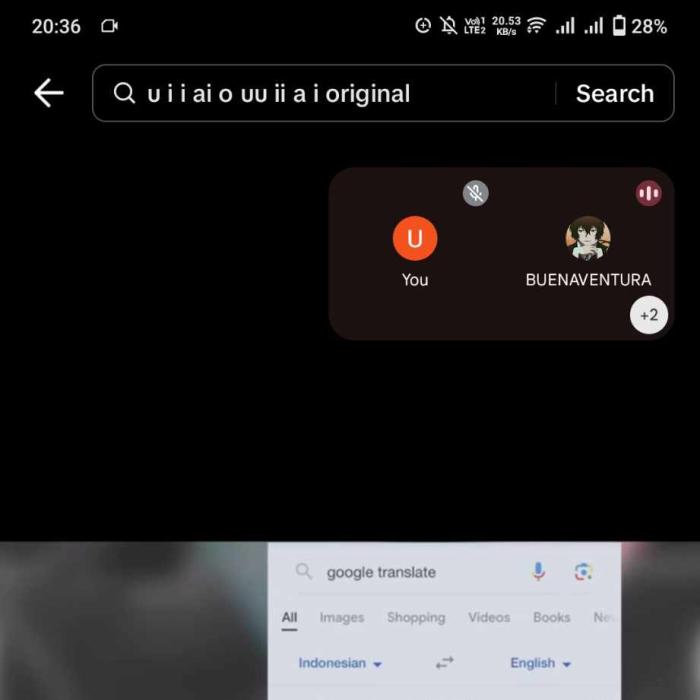 20:36 Vo)1 LTE2 20.53 KB/s 28%
u i i ai o uu ii a i original Search
U
You BUENAVENTURA
+2
google translate
All Images Shopping Videos Books
Indonesian English